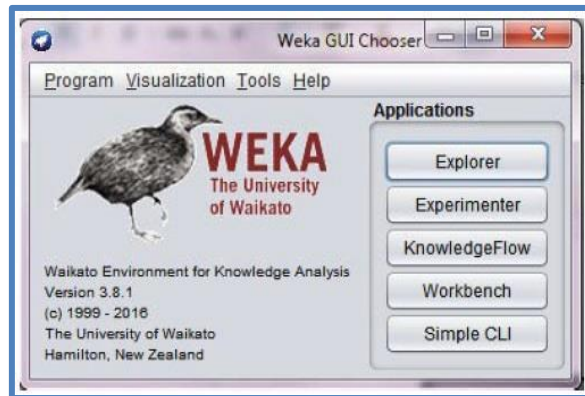 Weka GUI Chooser
Program Visualization Tools Help
WEKA
The University
of Waikato
Waikato Environment for Knowledge Analysis
Version 3.8.1
(c) 1999 - 2016
The University of Waikato
Hamilton, New Zealand
Applications
Explorer
Experimenter
KnowledgeFlow
Workbench
Simple CLI